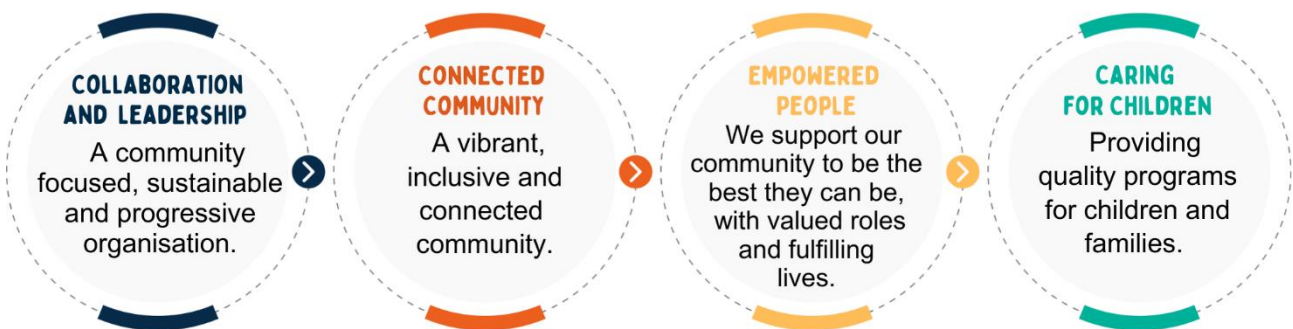 COLLABORATION
AND LEADERSHIP
A community
focused, sustainable
and progressive
organisation.
CONNECTED
COMMUNITY
A vibrant,
inclusive and
connected
community.
EMPOWERED
PEOPLE
We support our
community to be the
best they can be,
with valued roles
and fulfilling
lives.
CARING
FOR CHILDREN
Providing
quality programs
for children and
families.